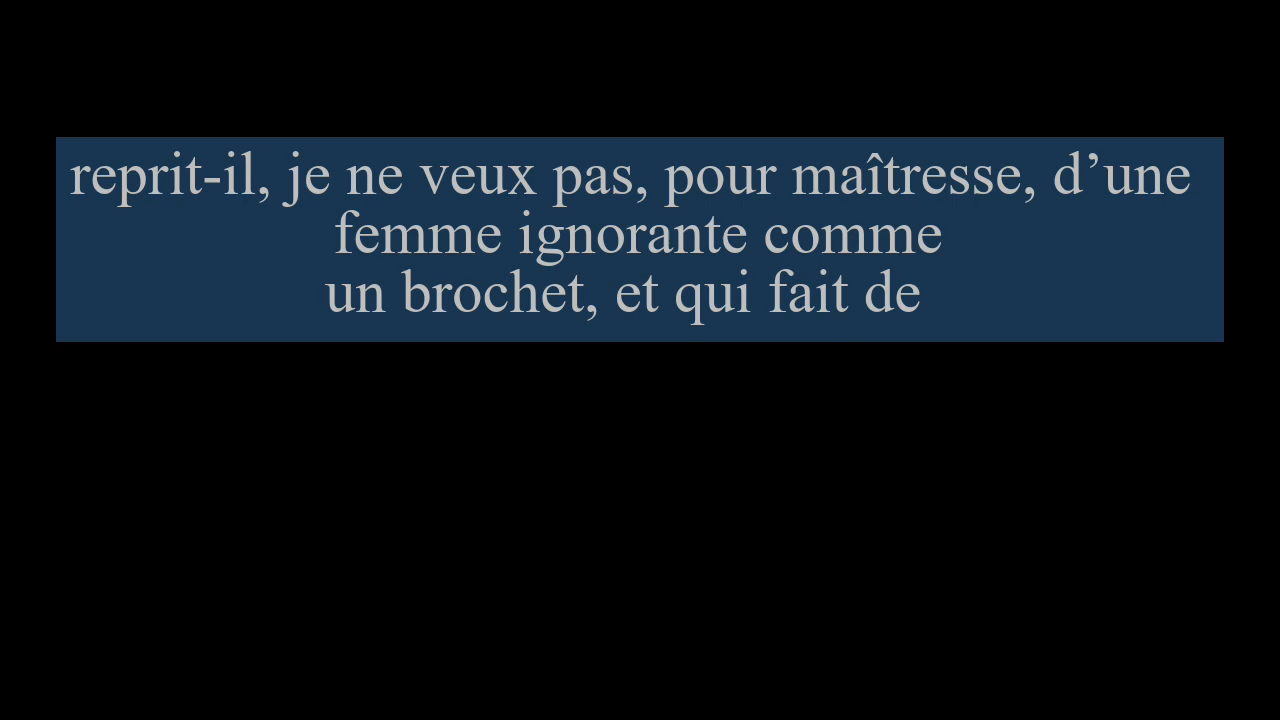 reprit-il, je ne veux pas, pour maîtresse, d’une
femme ignorante comme
un brochet, et qui fait de